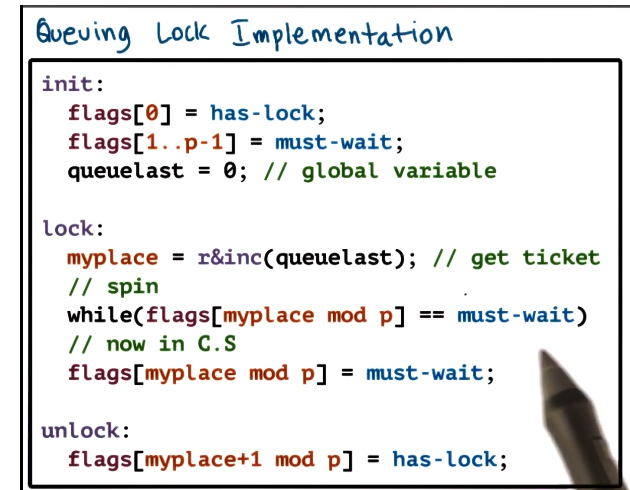 Queuing Lock Implementation
init:
flags[0] = has-lock;
flags[1..p-1] = must-wait;
queuelast = 0; // global variable
lock:
myplace = r&inc(queuelast); // get ticket
// spin
while(flags[myplace mod p] == must-wait)
// now in C.S
flags[myplace mod p] = must-wait;
unlock:
flags[myplace+1 mod p] = has-lock;